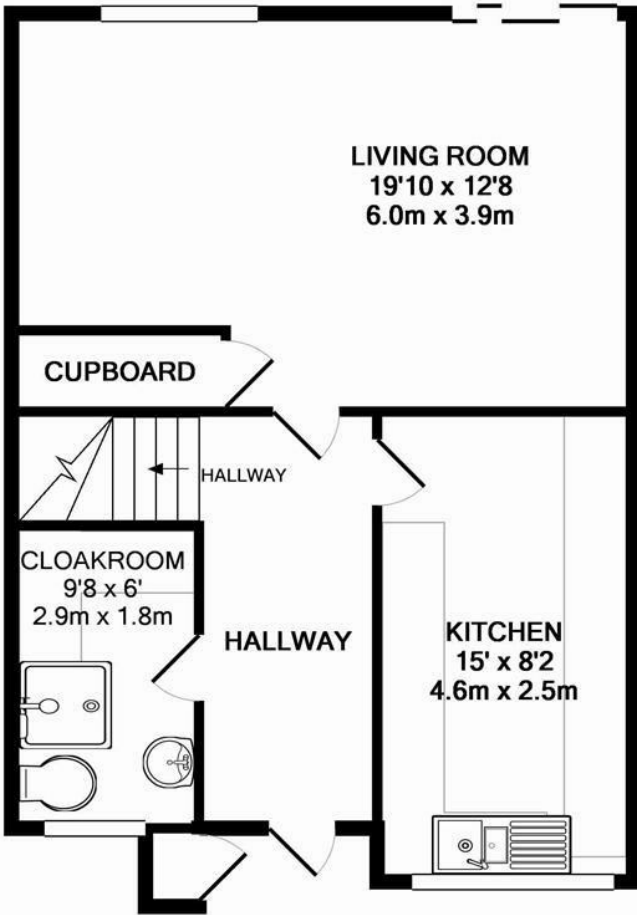 LIVING ROOM
19'10 x 12'8
6.0m x 3.9m
CUPBOARD
HALLWAY
CLOAKROOM
9'8 x 6'
2.9m x 1.8m
HALLWAY
KITCHEN
15' x 8'2
4.6m x 2.5m